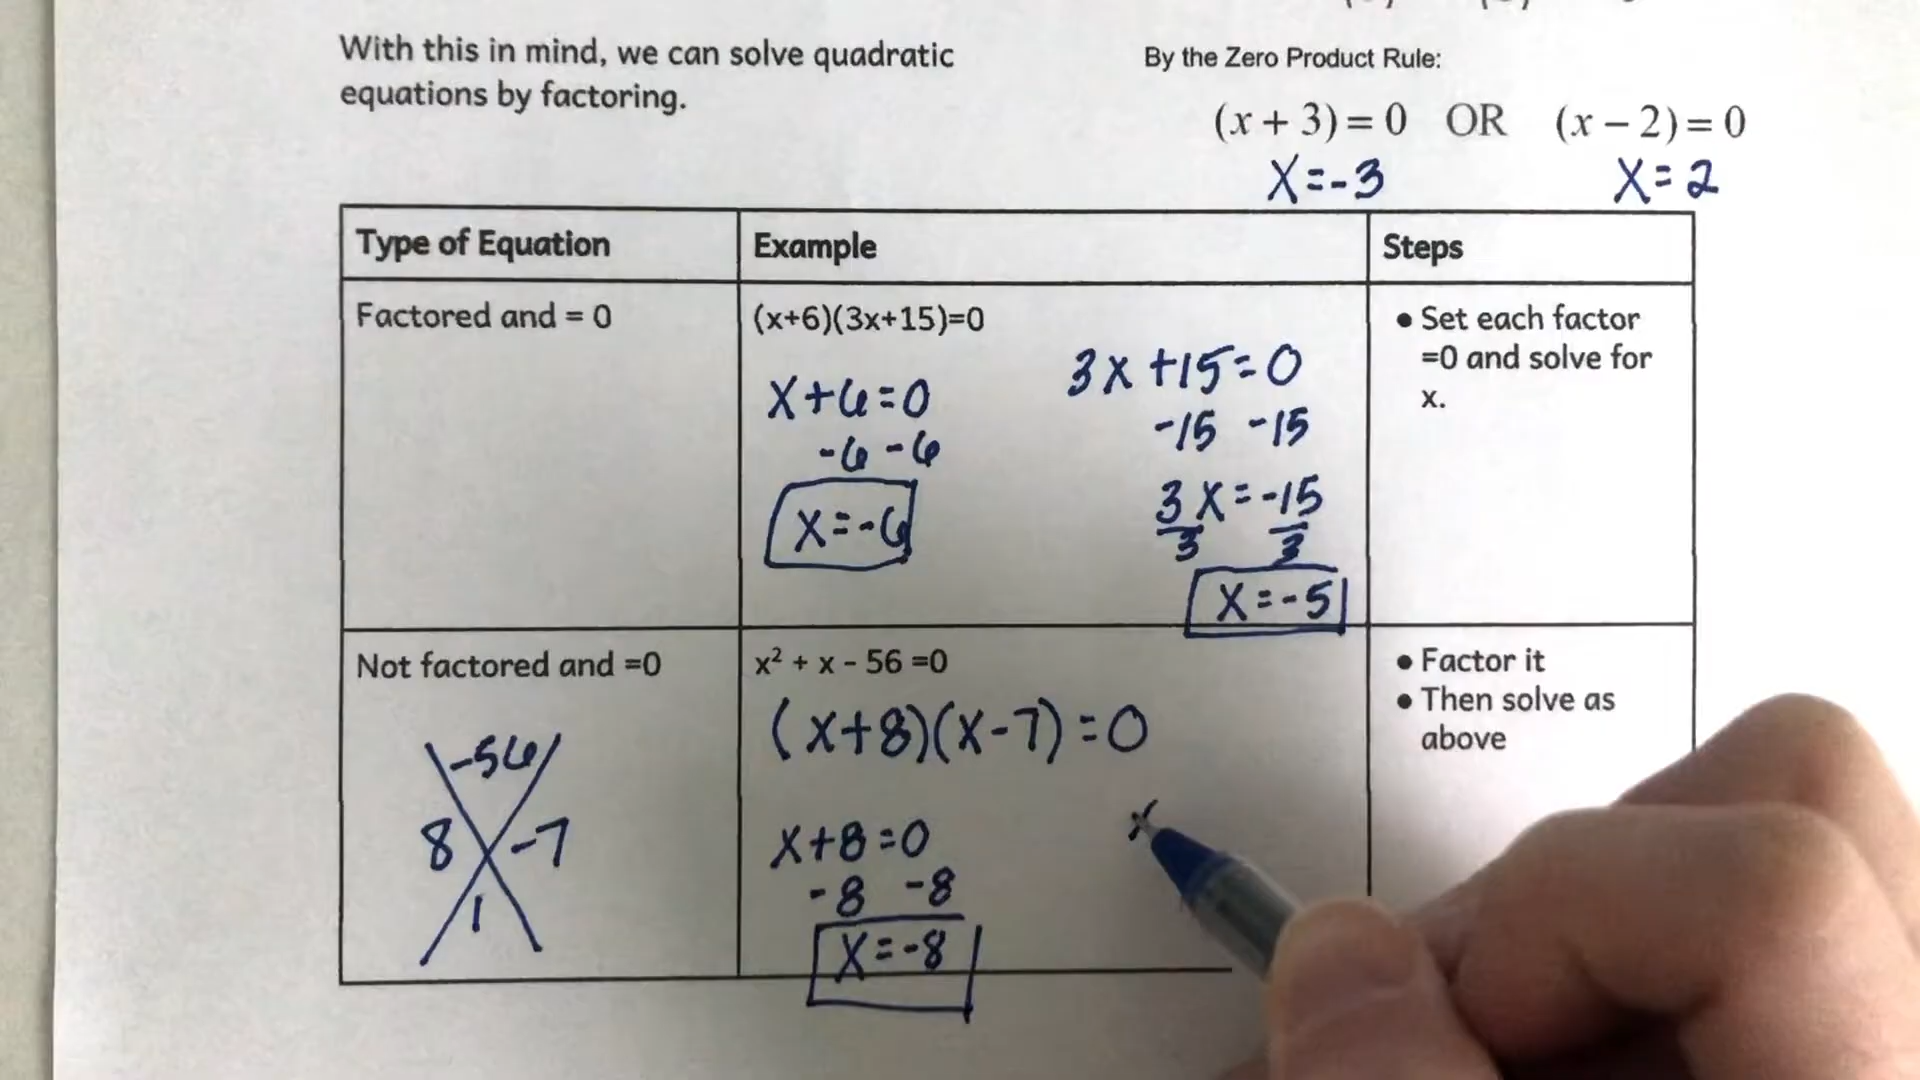 With this in mind, we can solve quadratic
equations by factoring.
By the Zero Product Rule:
(x + 3) = 0 OR (x − 2) = 0
X=-3 X=2
Type of Equation Example Steps
Factored and = 0
(x+6)(3x+15)=0
X+6=0
-6 -6
X=-6
3X+15=0
-15 -15
3X=-15
3 3
X=-5
• Set each factor
=0 and solve for
x.
Not factored and =0
-56
8 -7
1
x² + x - 56 =0
(X+8)(X-7)=0
X+8=0
-8 -8
X=-8
x
• Factor it
• Then solve as
above